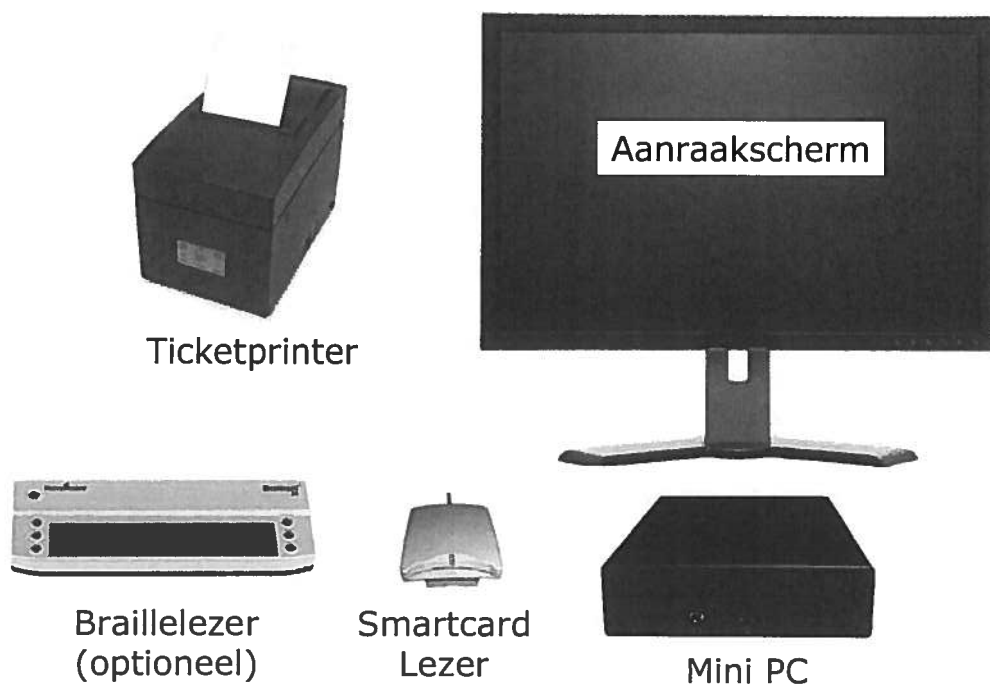 Aanraakscherm
Ticketprinter
Braillelezer
(optioneel)
Smartcard
Lezer
Mini PC